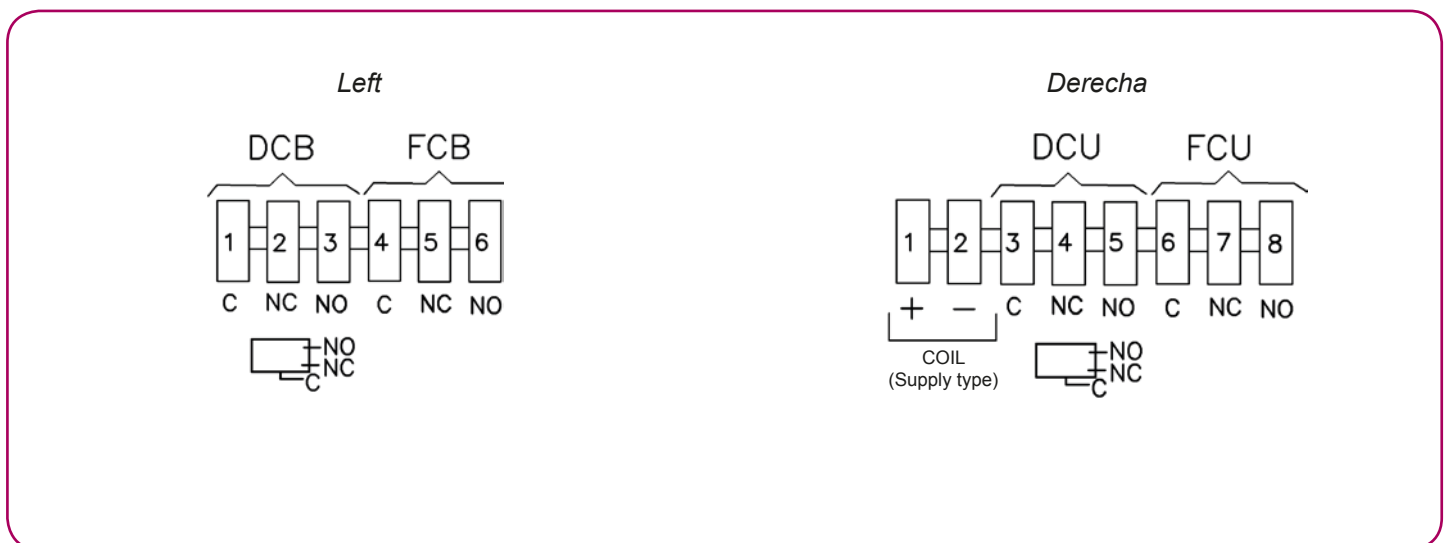 Left
DCB FCB
1 2 3 4 5 6
C NC NO C NC NO
NO
NC
C
Derecha
DCU FCU
1 2 3 4 5 6 7 8
+ − C NC NO C NC NO
COIL
(Supply type)
NO
NC
C